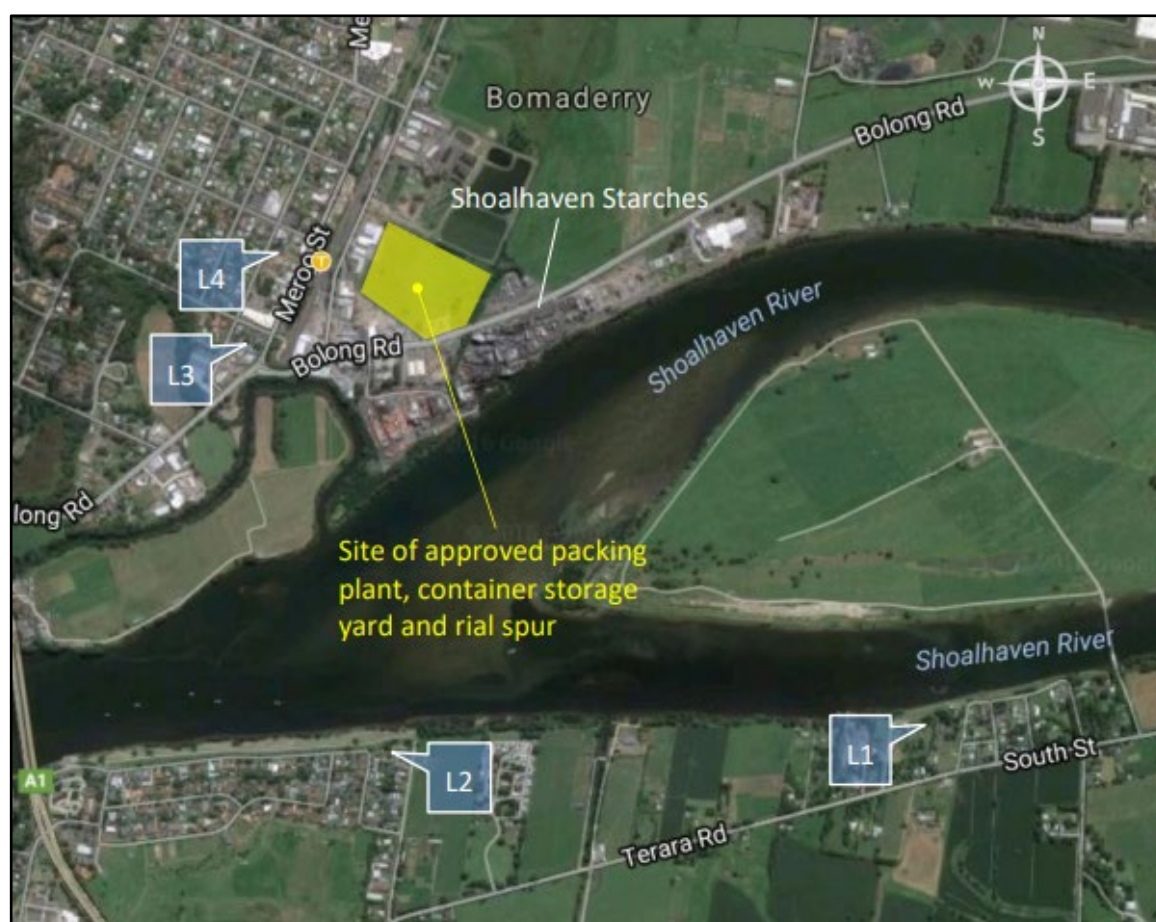 Me
N
W
E
S
Bomaderry
Bolong Rd
Shoalhaven Starches
Meroo St
T
L4
L3
Bolong Rd
Shoalhaven River
long Rd
Site of approved packing
plant, container storage
yard and rial spur
Shoalhaven River
L1
L2
South St
A1
Terara Rd